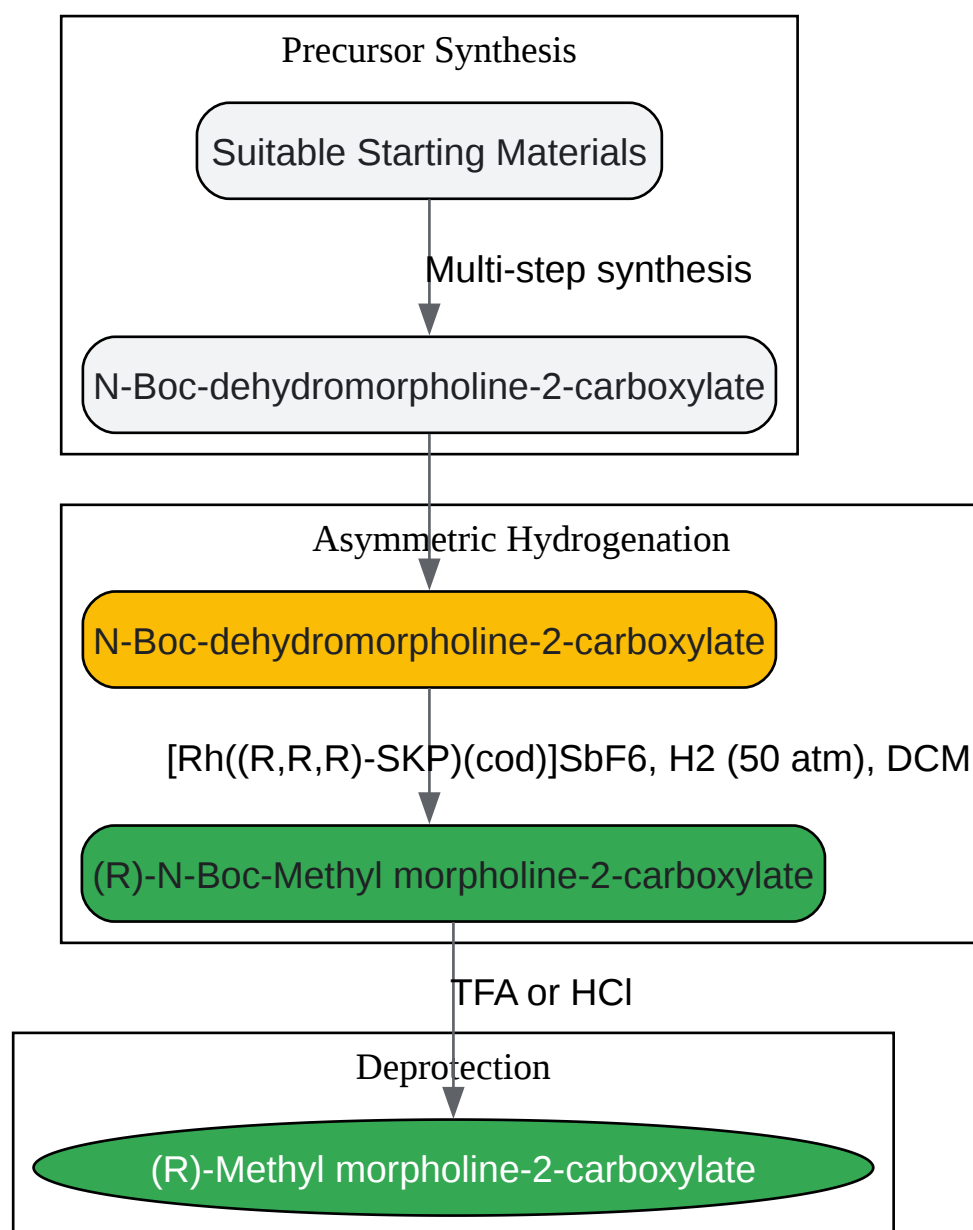 Precursor Synthesis
Suitable Starting Materials
Multi-step synthesis
N-Boc-dehydromorpholine-2-carboxylate
Asymmetric Hydrogenation
N-Boc-dehydromorpholine-2-carboxylate
[Rh((R,R,R)-SKP)(cod)]SbF6, H2 (50 atm), DCM
(R)-N-Boc-Methyl morpholine-2-carboxylate
TFA or HCl
Deprotection
(R)-Methyl morpholine-2-carboxylate